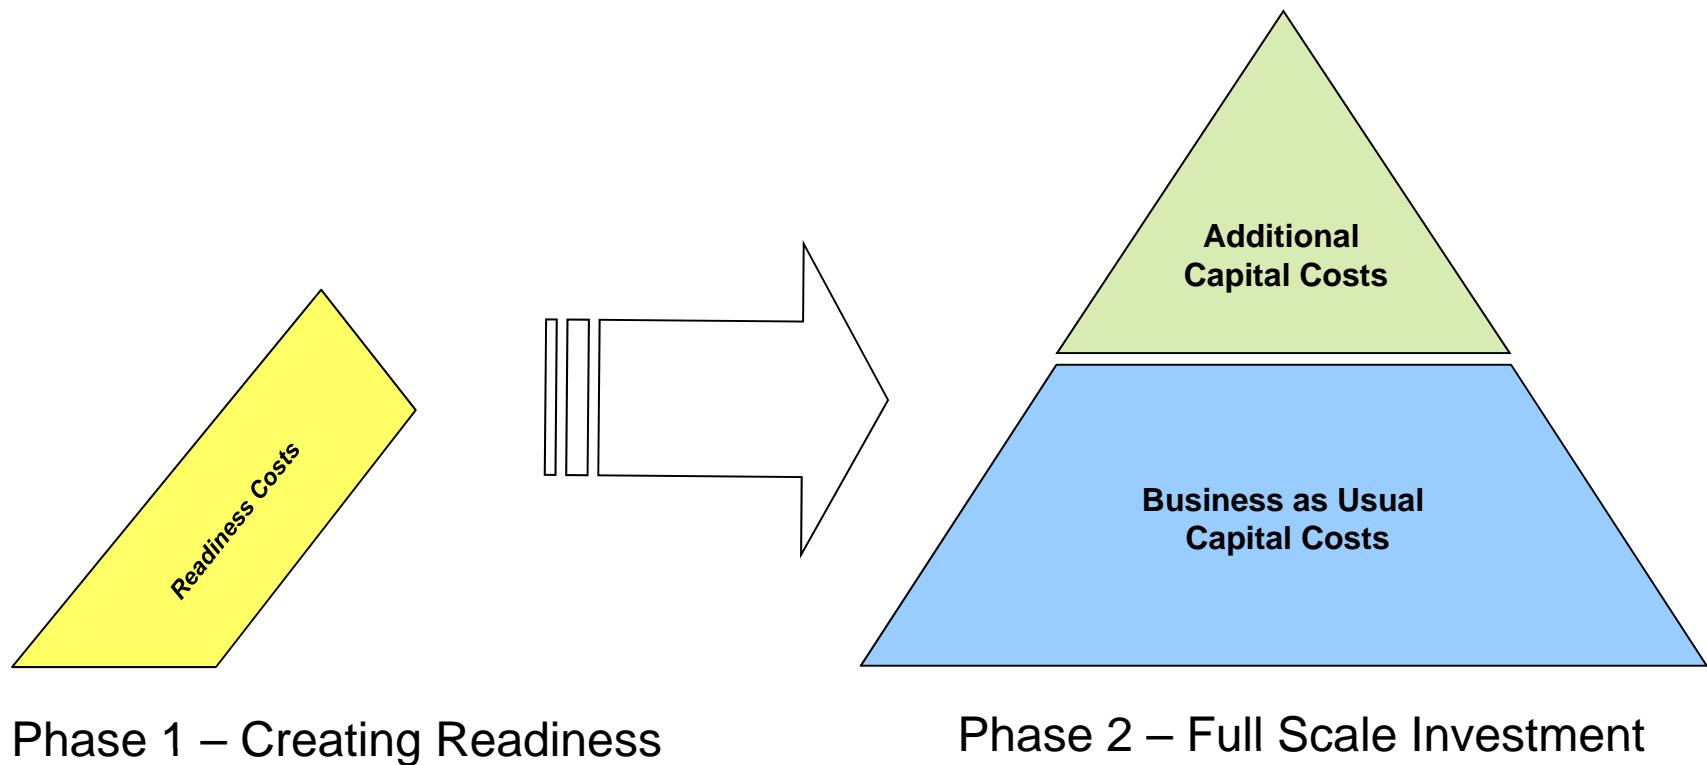 Additional
Capital Costs
Readiness Costs
Business as Usual
Capital Costs
Phase 1 – Creating Readiness
Phase 2 – Full Scale Investment